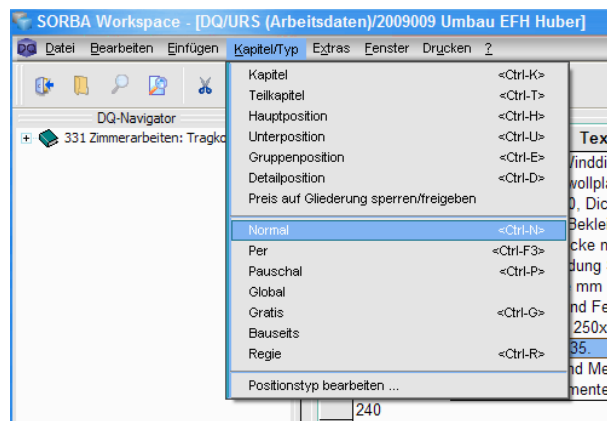 SORBA Workspace - [DQ/URS (Arbeitsdaten)/2009009 Umbau EFH Huber]
Datei Bearbeiten Einfügen Kapitel/Typ Extras Fenster Drucken ?
DQ-Navigator
331 Zimmerarbeiten: Tragko
Kapitel <Ctrl-K>
Teilkapitel <Ctrl-T>
Hauptposition <Ctrl-H>
Unterposition <Ctrl-U>
Gruppenposition <Ctrl-E>
Detailposition <Ctrl-D>
Preis auf Gliederung sperren/freigeben
Normal <Ctrl-N>
Per <Ctrl-F3>
Pauschal <Ctrl-P>
Global
Gratis <Ctrl-G>
Bauseits
Regie <Ctrl-R>
Positionstyp bearbeiten ...
Tex
inddi
wollpla
0, Dic
Bekle
cke n
dung
mm
nd Fe
250x
35.
nd Me
mente
240